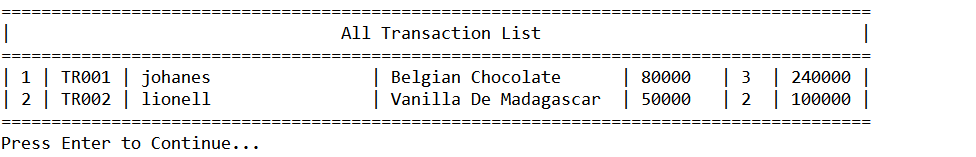 =======================================================================================
|                                 All Transaction List                                |
=======================================================================================
| 1 | TR001 | johanes                | Belgian Chocolate      | 80000   | 3  | 240000 |
| 2 | TR002 | lionell                | Vanilla De Madagascar  | 50000   | 2  | 100000 |
=======================================================================================
Press Enter to Continue...